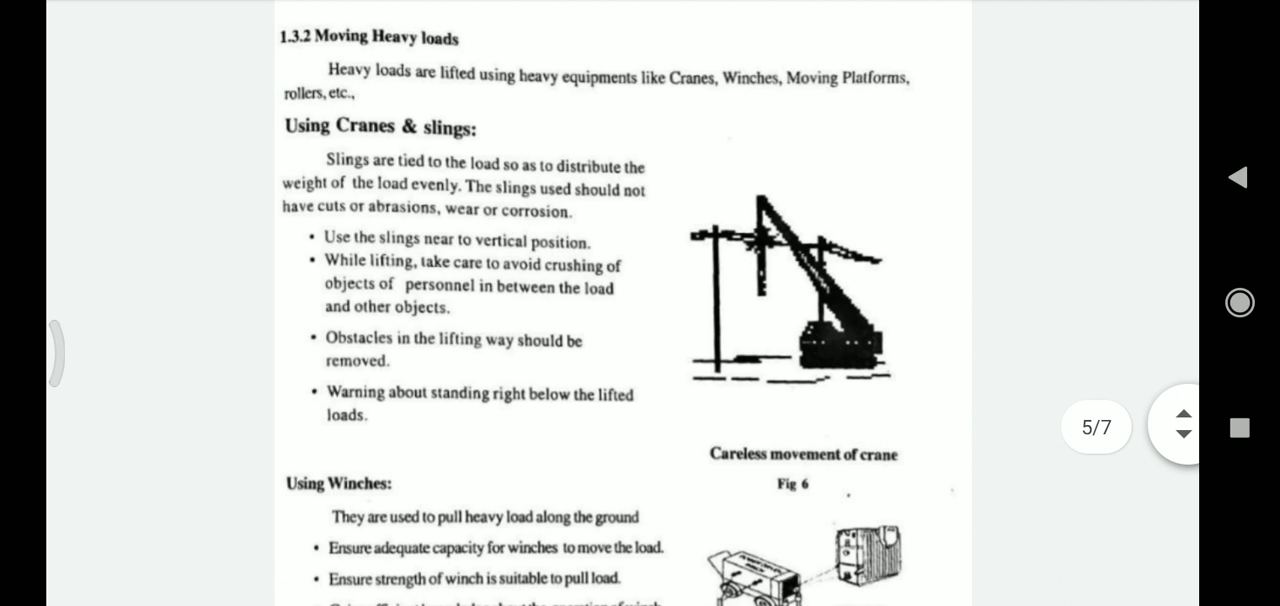 1.3.2 Moving Heavy loads
Heavy loads are lifted using heavy equipments like Cranes, Winches, Moving Platforms,
rollers, etc.,
Using Cranes & slings:
Slings are tied to the load so as to distribute the
weight of the load evenly. The slings used should not
have cuts or abrasions, wear or corrosion.
• Use the slings near to vertical position.
• While lifting, take care to avoid crushing of
objects of personnel in between the load
and other objects.
• Obstacles in the lifting way should be
removed.
• Warning about standing right below the lifted
loads.
5/7
Careless movement of crane
Fig 6
Using Winches:
They are used to pull heavy load along the ground
• Ensure adequate capacity for winches to move the load.
• Ensure strength of winch is suitable to pull load.